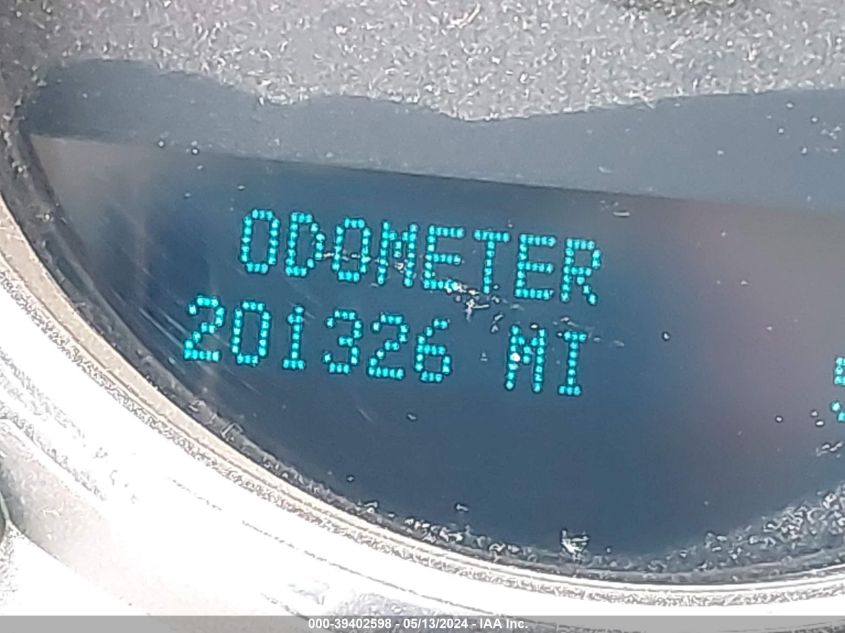 ODOMETER
201326 MI
000-39402598 - 05/13/2024 - IAA Inc.